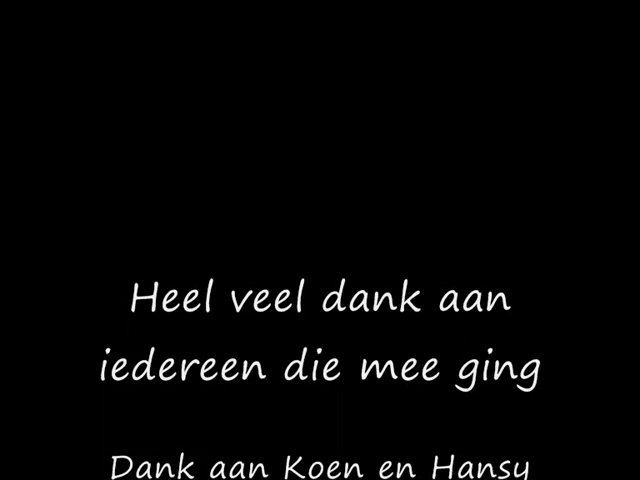 Heel veel dank aan
iedereen die mee ging
Dank aan Koen en Hansy